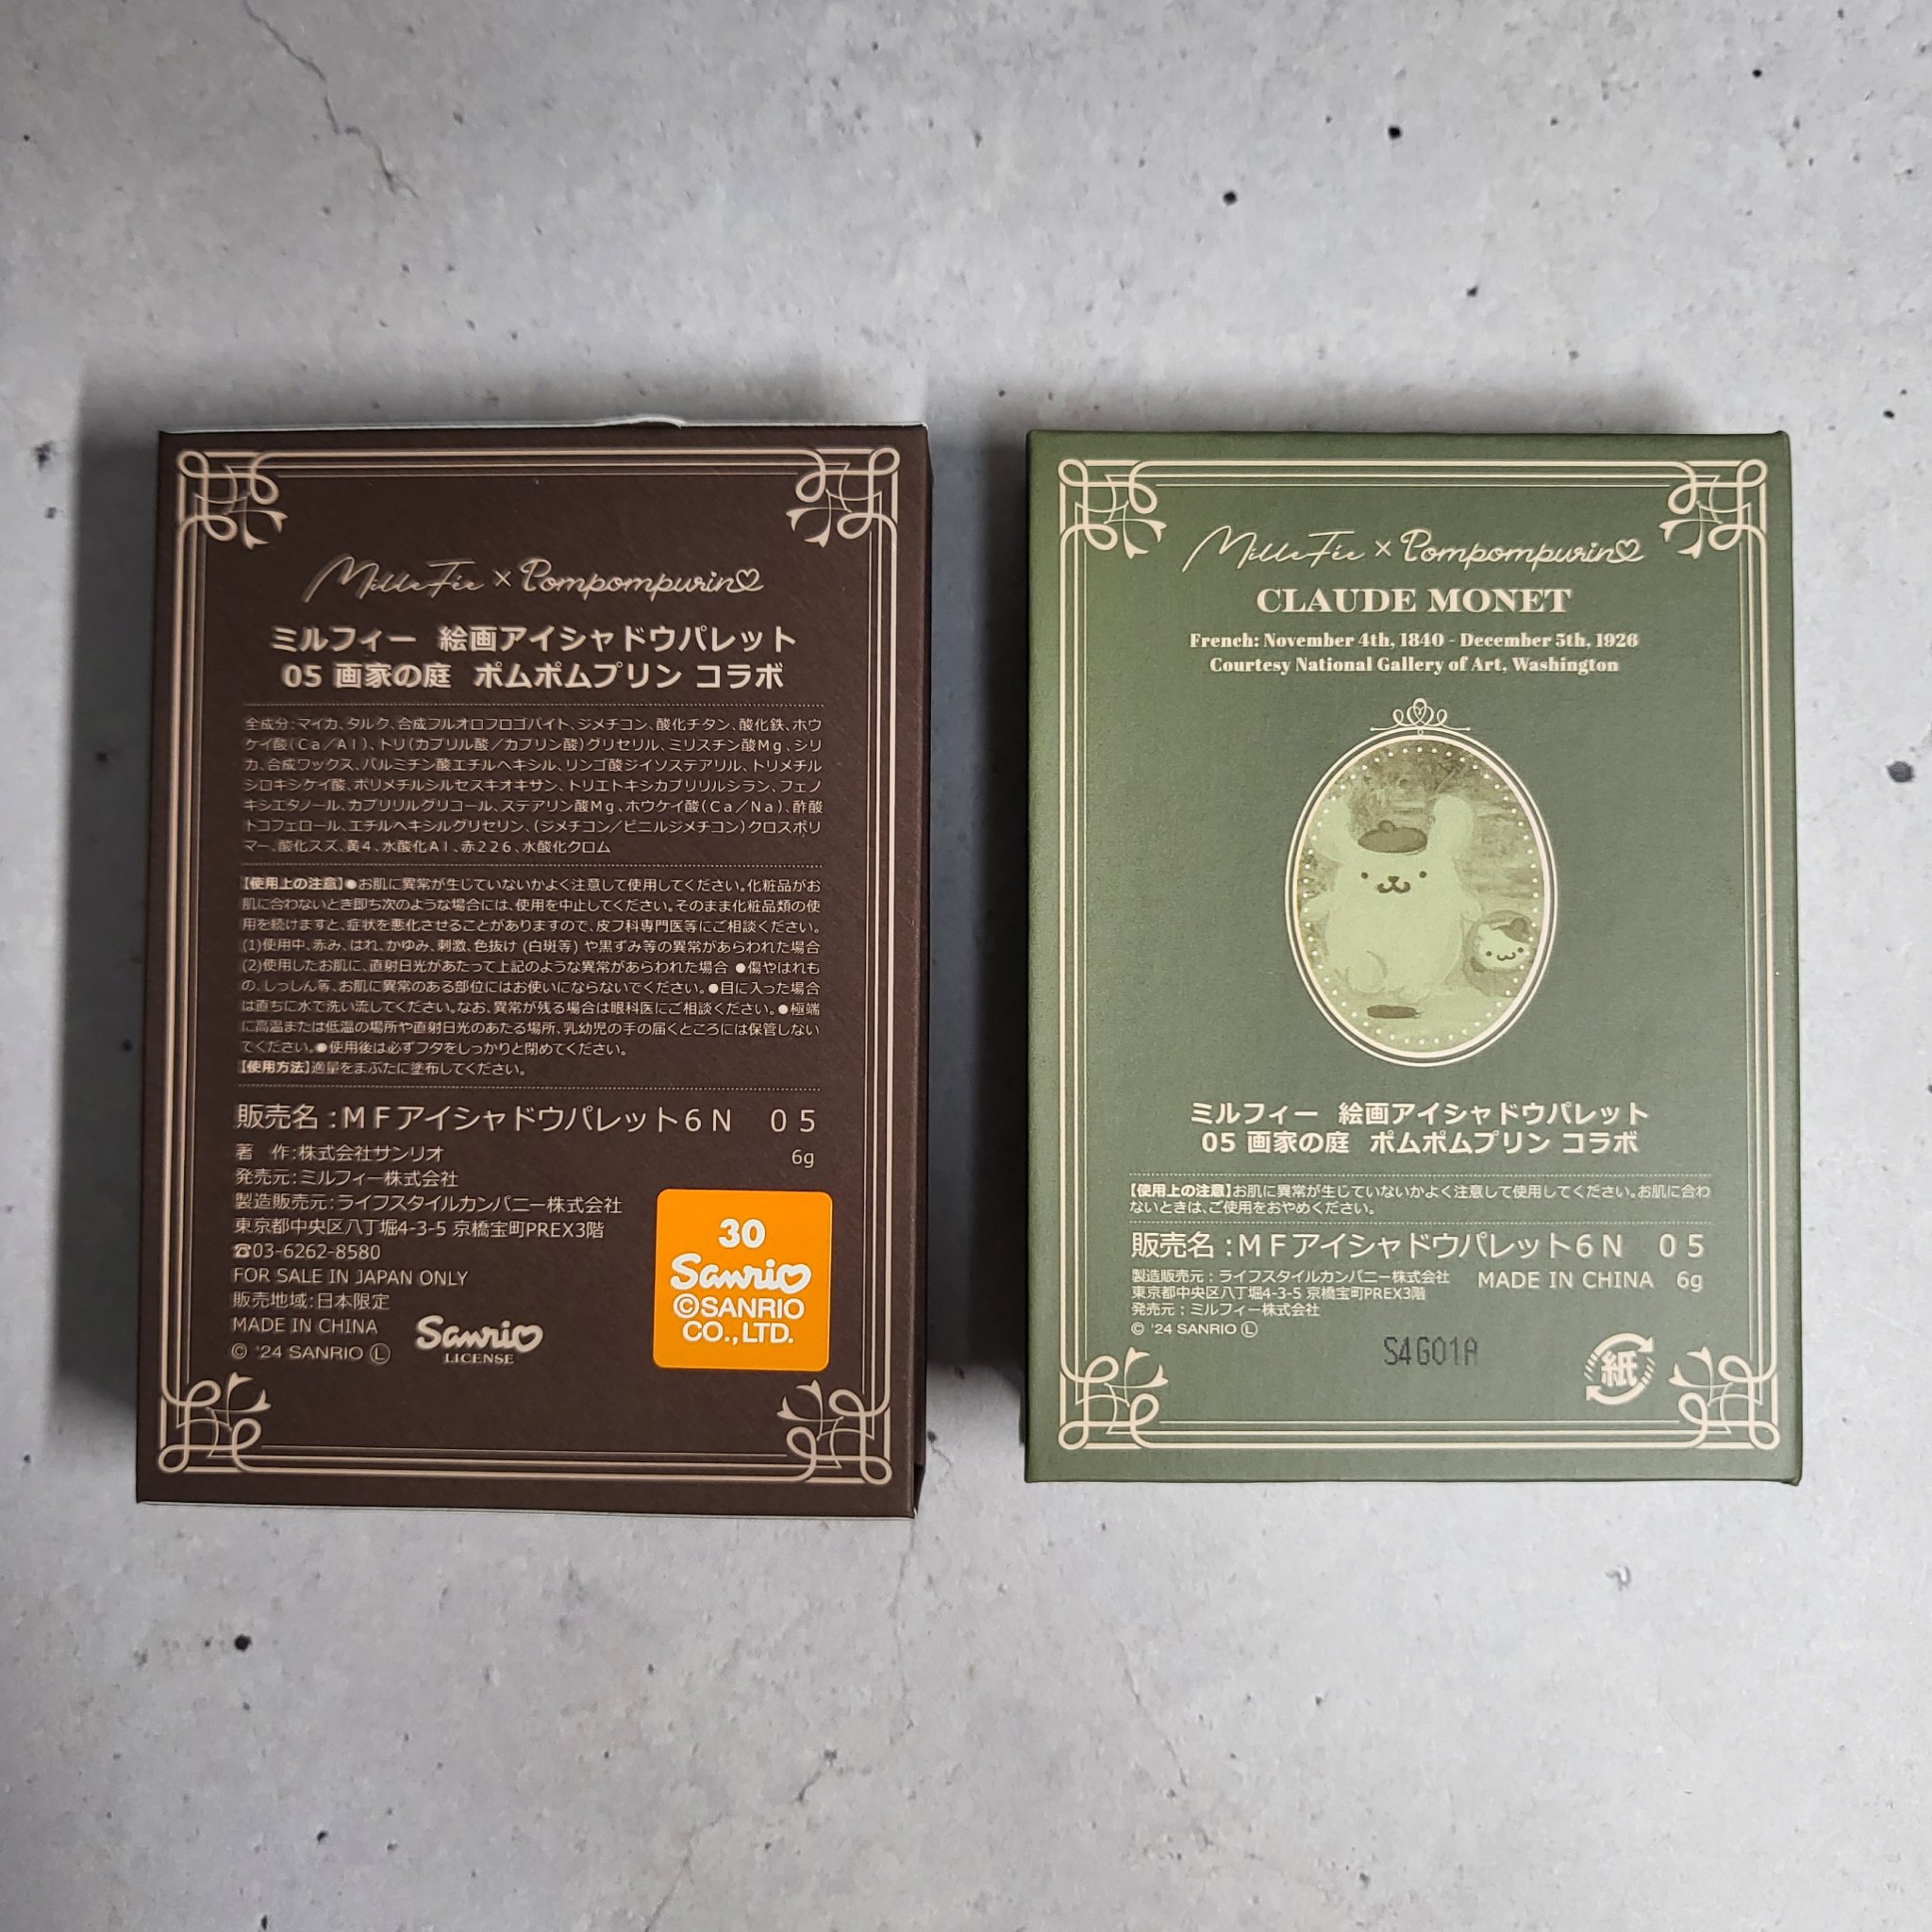 MilleFée × Pompompurin
ミルフィー 絵画アイシャドウパレット
05 画家の庭 ポムポムプリン コラボ
全成分：マイカ、タルク、合成フルオロフロゴパイト、ジメチコン、酸化チタン、酸化鉄、ホウ
ケイ酸（Ca／Al）、トリ（カプリル酸／カプリン酸）グリセリル、ミリスチン酸Mg、シリ
カ、合成ワックス、パルミチン酸エチルヘキシル、リンゴ酸ジイソステアリル、トリメチル
シロキシケイ酸、ポリメチルシルセスキオキサン、トリエトキシカプリリルシラン、フェノ
キシエタノール、カプリリルグリコール、ステアリン酸Mg、ホウケイ酸（Ca／Na）、酢酸
トコフェロール、エチルヘキシルグリセリン、（ジメチコン／ビニルジメチコン）クロスポリ
マー、酸化スズ、黄4、水酸化Al、赤226、水酸化クロム
【使用上の注意】●お肌に異常が生じていないかよく注意して使用してください。化粧品がお
肌に合わないとき即ち次のような場合には、使用を中止してください。そのまま化粧品類の使
用を続けますと、症状を悪化させることがありますので、皮フ科専門医等にご相談ください。
(1)使用中、赤み、はれ、かゆみ、刺激、色抜け (白斑等) や黒ずみ等の異常があらわれた場合
(2)使用したお肌に、直射日光があたって上記のような異常があらわれた場合 ●傷やはれも
の、しっしん等、お肌に異常のある部位にはお使いにならないでください。●目に入った場合
は直ちに水で洗い流してください。なお、異常が残る場合は眼科医にご相談ください。●極端
に高温または低温の場所や直射日光のあたる場所、乳幼児の手の届くところには保管しない
でください。●使用後は必ずフタをしっかりと閉めてください。
【使用方法】適量をまぶたに塗布してください。
販売名：MFアイシャドウパレット6N 05
著 作：株式会社サンリオ 6g
発売元：ミルフィー株式会社
製造販売元：ライフスタイルカンパニー株式会社
東京都中央区八丁堀4-3-5 京橋宝町PREX3階
☎03-6262-8580
FOR SALE IN JAPAN ONLY
販売地域：日本限定
MADE IN CHINA
© '24 SANRIO Ⓛ
Sanrio
LICENSE
30
Sanrio
©SANRIO
CO.,LTD.
MilleFée × Pompompurin
CLAUDE MONET
French: November 4th, 1840 - December 5th, 1926
Courtesy National Gallery of Art, Washington
ミルフィー 絵画アイシャドウパレット
05 画家の庭 ポムポムプリン コラボ
【使用上の注意】お肌に異常が生じていないかよく注意して使用してください。お肌に合わ
ないときは、ご使用をおやめください。
販売名：MFアイシャドウパレット6N 05
製造販売元：ライフスタイルカンパニー株式会社 MADE IN CHINA 6g
東京都中央区八丁堀4-3-5 京橋宝町PREX3階
発売元：ミルフィー株式会社
© '24 SANRIO Ⓛ
S4G01A
紙